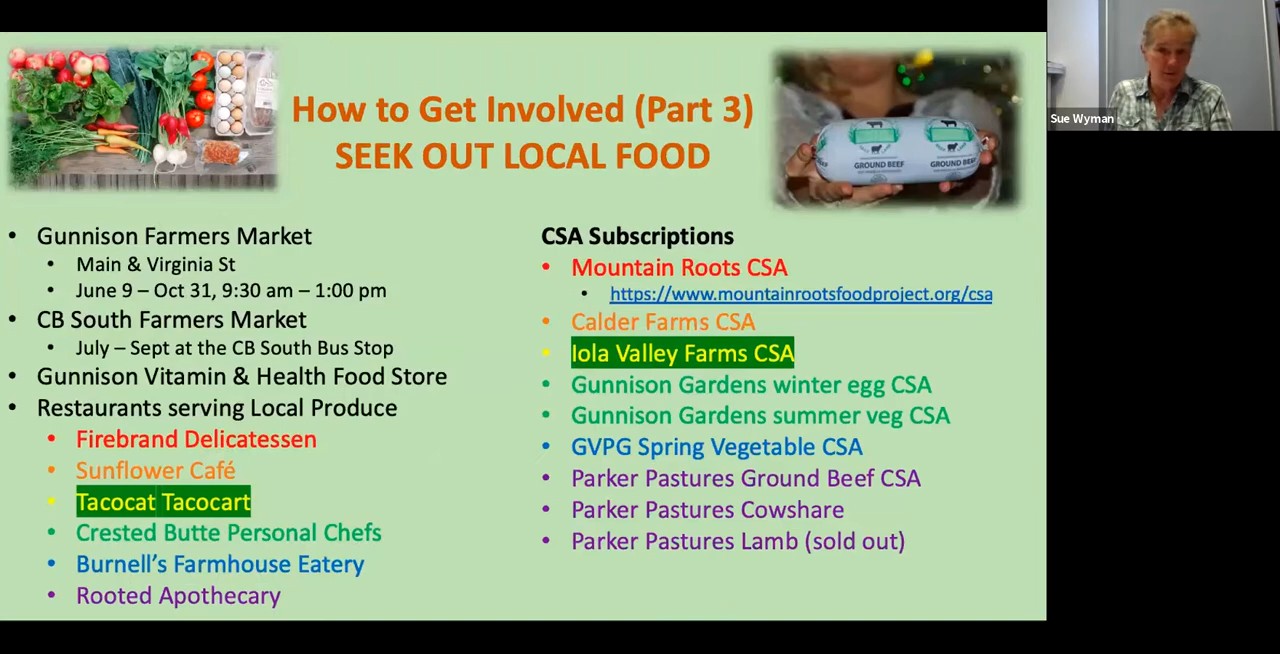 How to Get Involved (Part 3)
SEEK OUT LOCAL FOOD
GROUND BEEF
GROUND BEEF
Sue Wyman
• Gunnison Farmers Market
• Main & Virginia St
• June 9 – Oct 31, 9:30 am – 1:00 pm
• CB South Farmers Market
• July – Sept at the CB South Bus Stop
• Gunnison Vitamin & Health Food Store
• Restaurants serving Local Produce
• Firebrand Delicatessen
• Sunflower Café
• Tacocat Tacocart
• Crested Butte Personal Chefs
• Burnell’s Farmhouse Eatery
• Rooted Apothecary
CSA Subscriptions
• Mountain Roots CSA
• https://www.mountainrootsfoodproject.org/csa
• Calder Farms CSA
• Iola Valley Farms CSA
• Gunnison Gardens winter egg CSA
• Gunnison Gardens summer veg CSA
• GVPG Spring Vegetable CSA
• Parker Pastures Ground Beef CSA
• Parker Pastures Cowshare
• Parker Pastures Lamb (sold out)